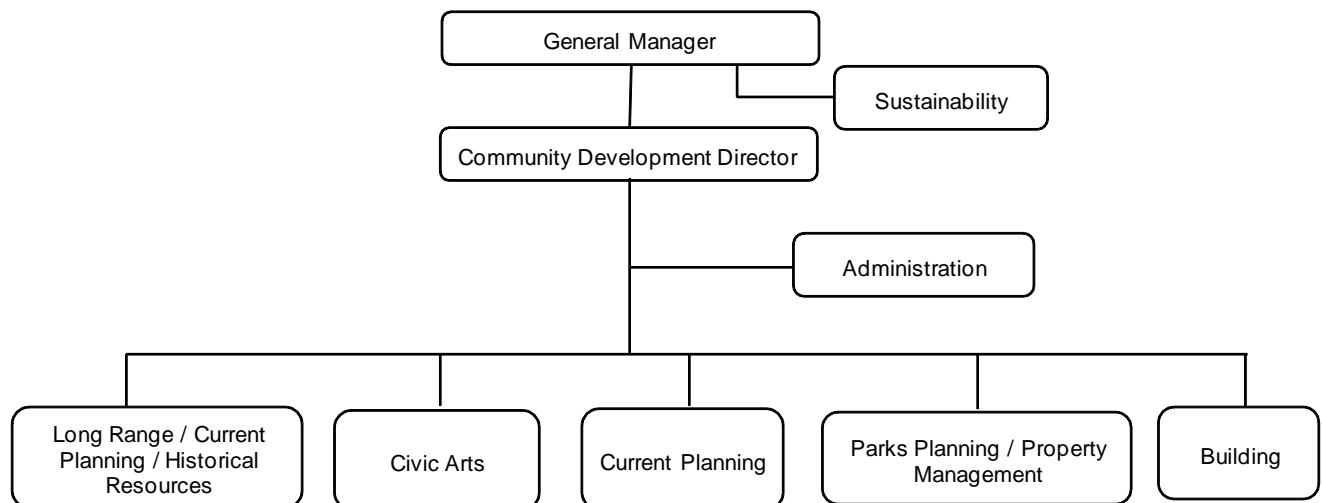 General Manager
Sustainability
Community Development Director
Administration
Long Range / Current
Planning / Historical
Resources
Civic Arts
Current Planning
Parks Planning / Property
Management
Building